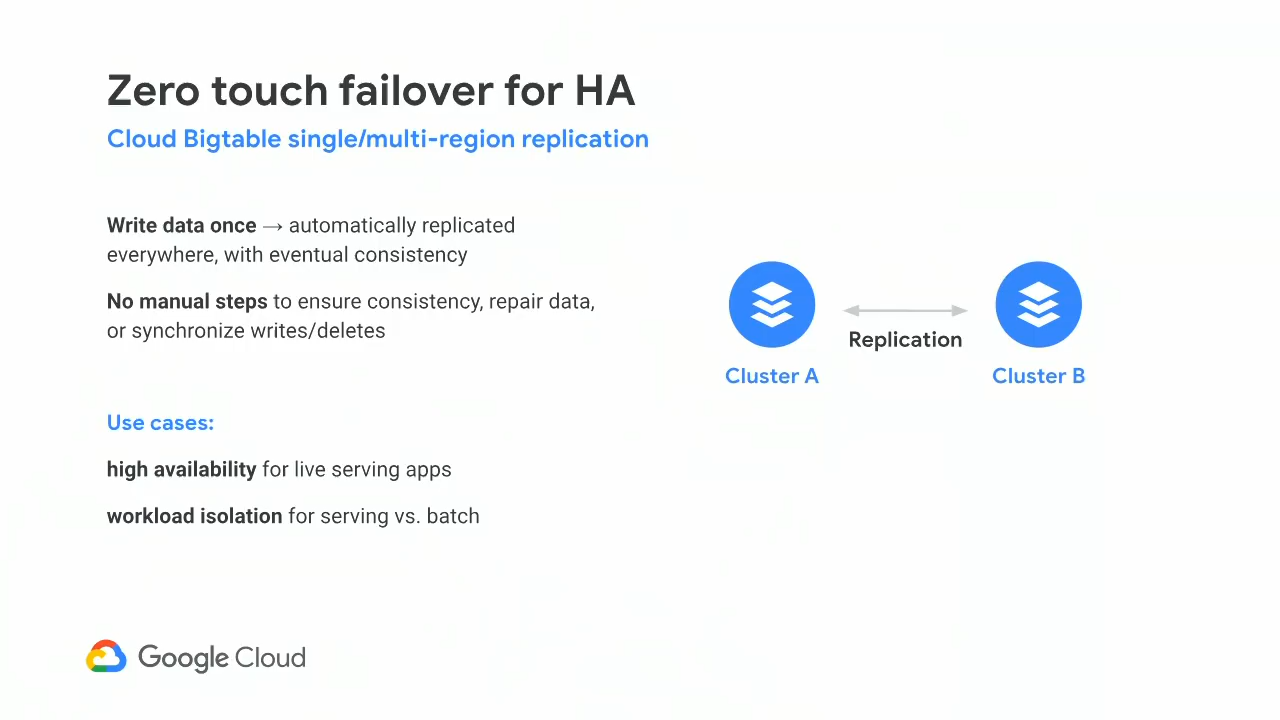 Zero touch failover for HA
Cloud Bigtable single/multi-region replication
Write data once → automatically replicated
everywhere, with eventual consistency
No manual steps to ensure consistency, repair data,
or synchronize writes/deletes
Replication
Cluster A
Cluster B
Use cases:
high availability for live serving apps
workload isolation for serving vs. batch
Google Cloud